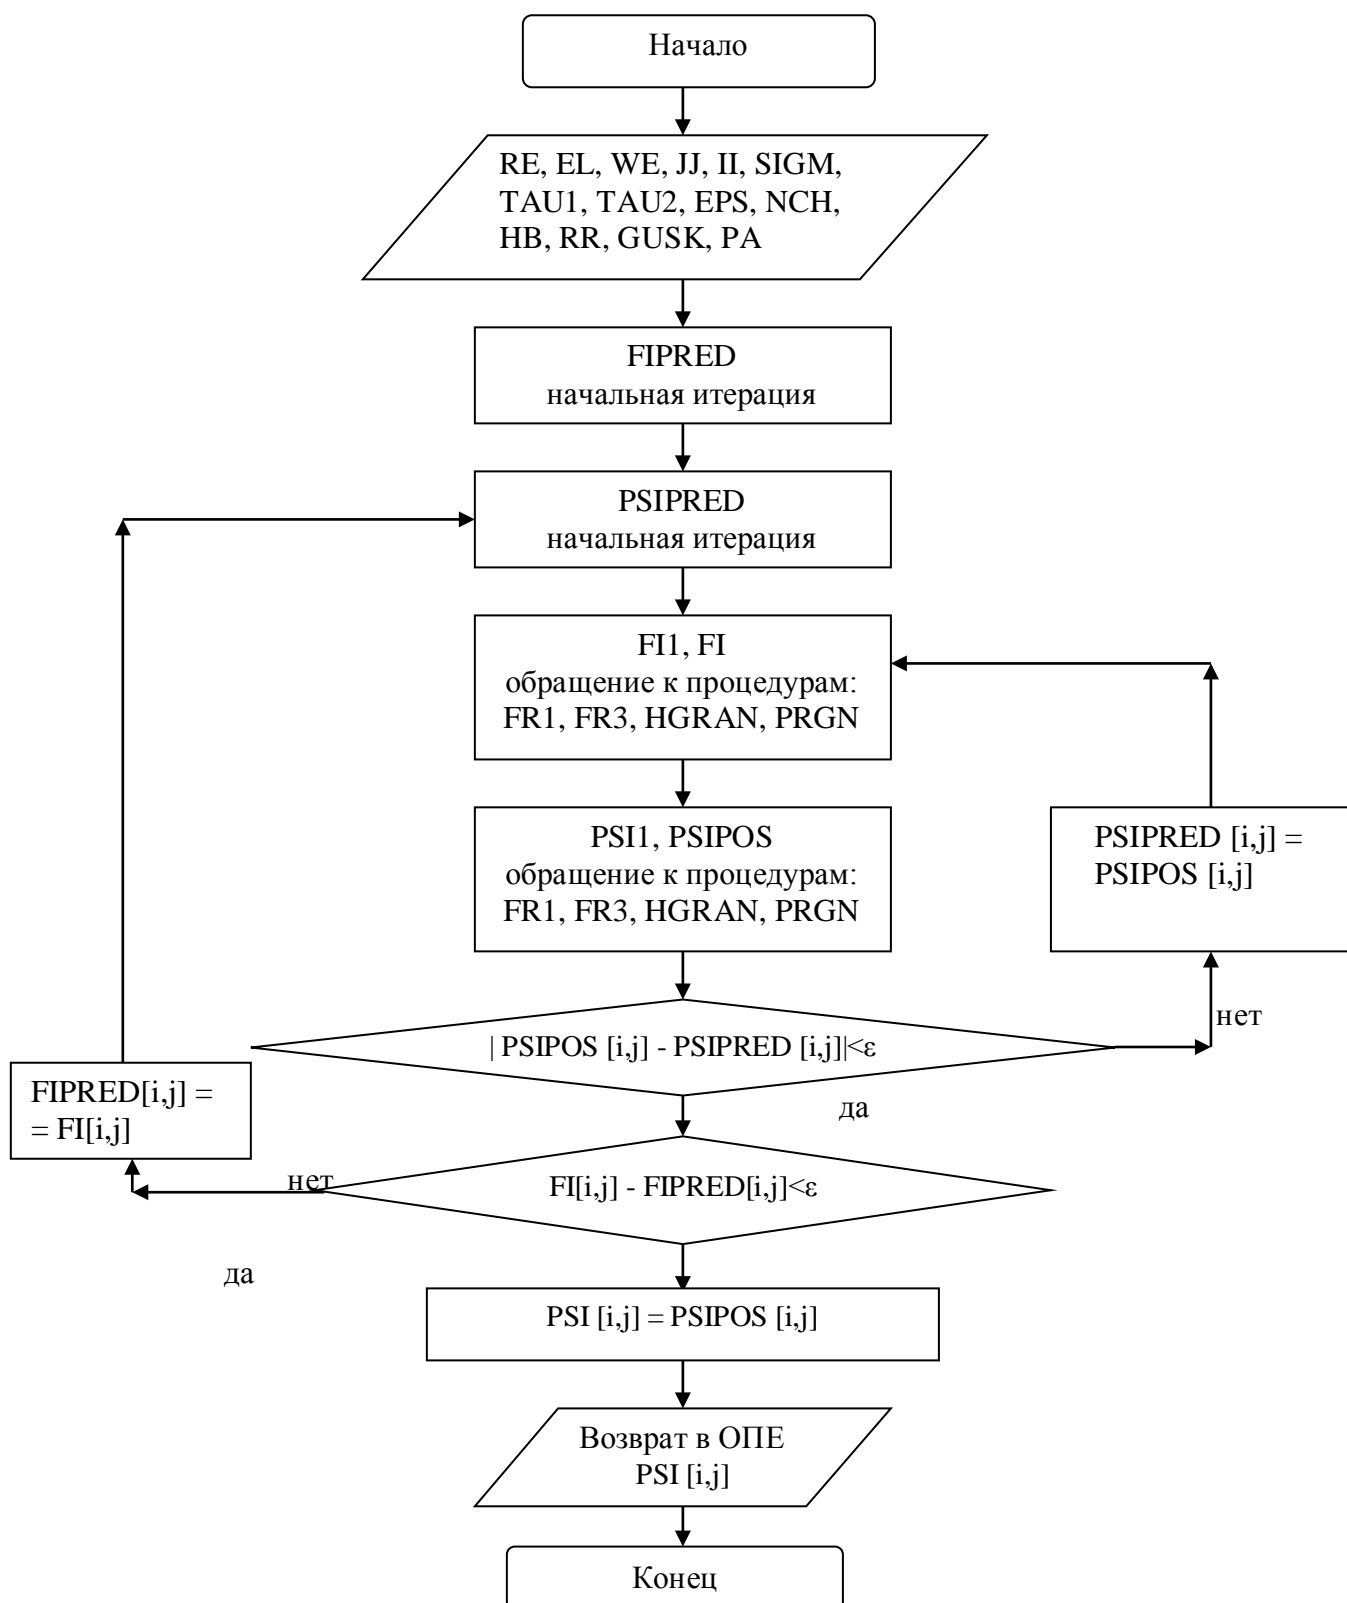 Начало
RE, EL, WE, JJ, II, SIGM,
TAU1, TAU2, EPS, NCH,
HB, RR, GUSK, PA
FIPRED
начальная итерация
PSIPRED
начальная итерация
FI1, FI
обращение к процедурам:
FR1, FR3, HGRAN, PRGN
PSI1, PSIPOS
обращение к процедурам:
FR1, FR3, HGRAN, PRGN
PSIPRED [i,j] =
PSIPOS [i,j]
нет
| PSIPOS [i,j] - PSIPRED [i,j]|<ε
FIPRED[i,j] =
= FI[i,j]
да
нет
FI[i,j] - FIPRED[i,j]<ε
да
PSI [i,j] = PSIPOS [i,j]
Возврат в ОПЕ
PSI [i,j]
Конец